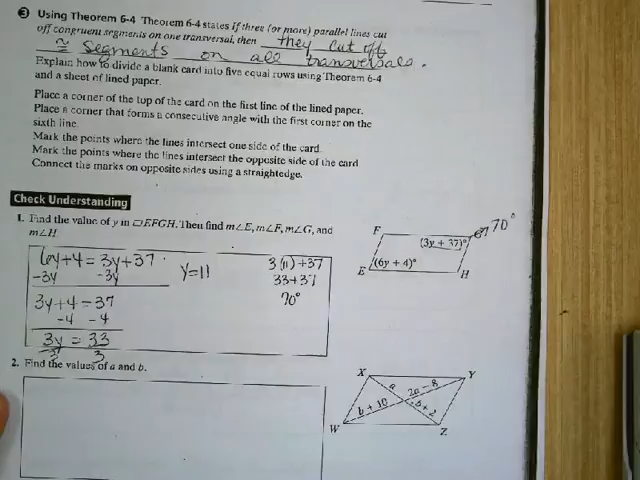 3 Using Theorem 6-4 Theorem 6-4 states if three (or more) parallel lines cut
off congruent segments on one transversal, then they cut off
≅ segments on all transversals.
Explain how to divide a blank card into five equal rows using Theorem 6-4
and a sheet of lined paper.
Place a corner of the top of the card on the first line of the lined paper.
Place a corner that forms a consecutive angle with the first corner on the
sixth line.
Mark the points where the lines intersect one side of the card.
Mark the points where the lines intersect the opposite side of the card
Connect the marks on opposite sides using a straightedge.
Check Understanding
1. Find the value of y in ▱EFGH. Then find m∠E, m∠F, m∠G, and
m∠H.
6y+4 = 3y+37
-3y -3y
3y+4 = 37
-4 -4
3y = 33
3 3
y=11
3(11)+37
33+37
70°
F
70°
(3y + 37)°
E
(6y + 4)°
H
2. Find the values of a and b.
X
Y
a
2a - 8
b + 10
b + 2
W
Z